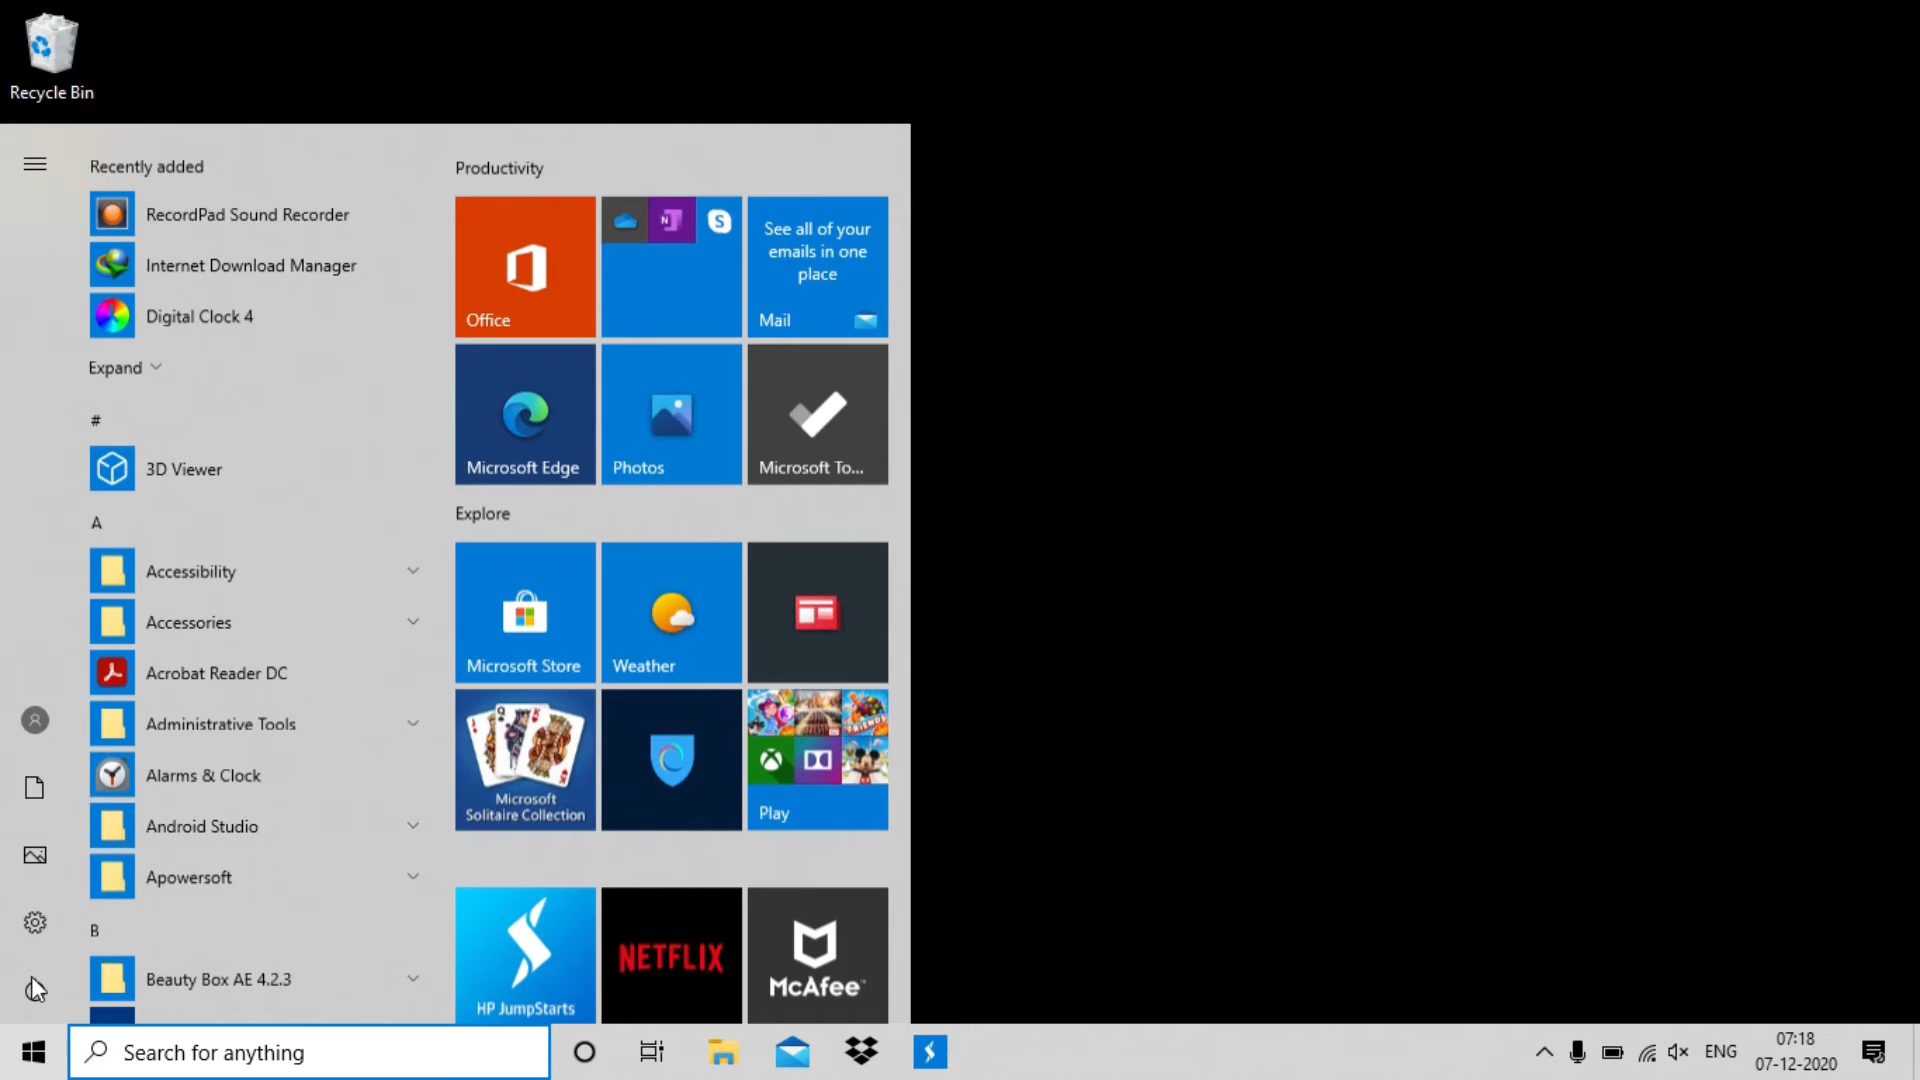 Recycle Bin
Recently added
RecordPad Sound Recorder
Internet Download Manager
Digital Clock 4
Expand
#
3D Viewer
A
Accessibility
Accessories
Acrobat Reader DC
Administrative Tools
Alarms & Clock
Android Studio
Apowersoft
B
Beauty Box AE 4.2.3
Productivity
Office
N
S
See all of your
emails in one
place
Mail
Microsoft Edge
Photos
Microsoft To...
Explore
Microsoft Store
Weather
Microsoft
Solitaire Collection
Play
HP JumpStarts
NETFLIX
McAfee
Search for anything
ENG
07:18
07-12-2020